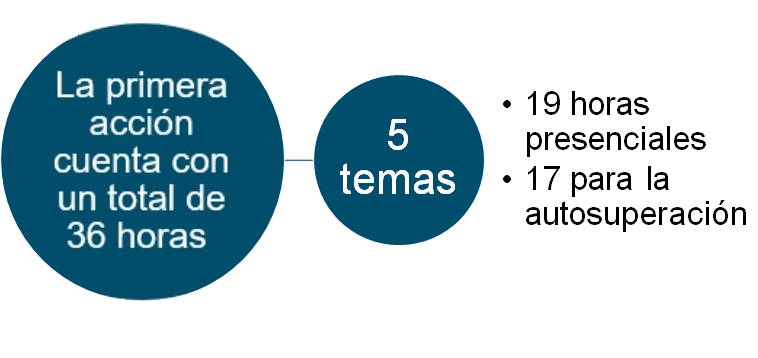 La primera
acción
cuenta con
un total de
36 horas
5
temas
• 19 horas
presenciales
• 17 para la
autosuperación